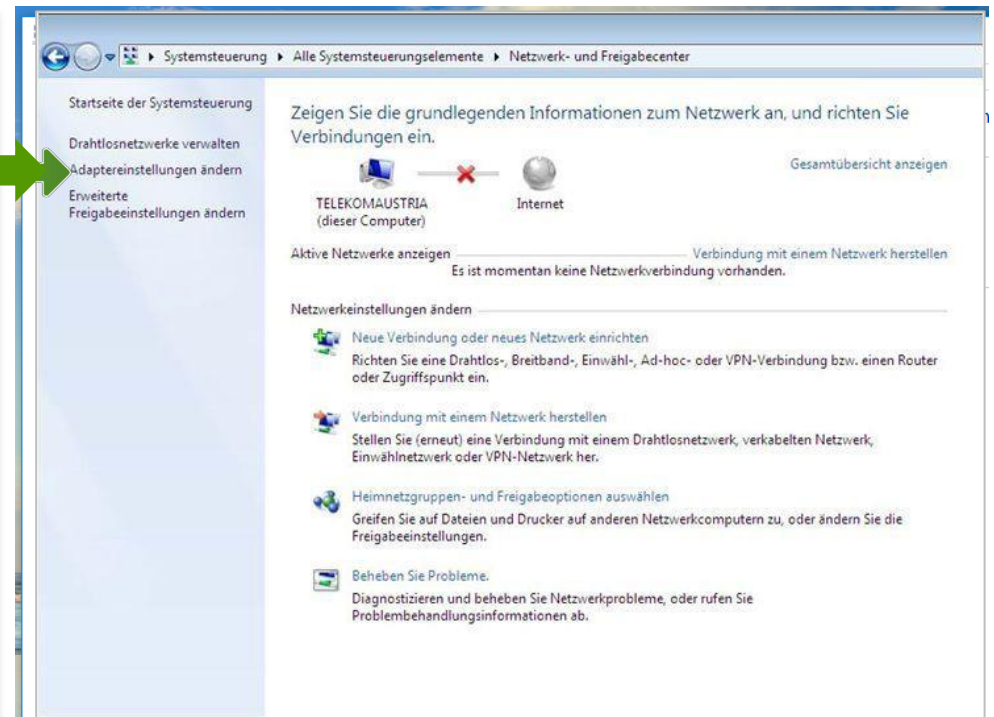 Systemsteuerung ▸ Alle Systemsteuerungselemente ▸ Netzwerk- und Freigabecenter
Startseite der Systemsteuerung
Drahtlosnetzwerke verwalten
Adaptereinstellungen ändern
Erweiterte
Freigabeeinstellungen ändern
Zeigen Sie die grundlegenden Informationen zum Netzwerk an, und richten Sie
Verbindungen ein.
Gesamtübersicht anzeigen
TELEKOMAUSTRIA
(dieser Computer)
Internet
Aktive Netzwerke anzeigen
Verbindung mit einem Netzwerk herstellen
Es ist momentan keine Netzwerkverbindung vorhanden.
Netzwerkeinstellungen ändern
Neue Verbindung oder neues Netzwerk einrichten
Richten Sie eine Drahtlos-, Breitband-, Einwähl-, Ad-hoc- oder VPN-Verbindung bzw. einen Router
oder Zugriffspunkt ein.
Verbindung mit einem Netzwerk herstellen
Stellen Sie (erneut) eine Verbindung mit einem Drahtlosnetzwerk, verkabelten Netzwerk,
Einwählnetzwerk oder VPN-Netzwerk her.
Heimnetzgruppen- und Freigabeoptionen auswählen
Greifen Sie auf Dateien und Drucker auf anderen Netzwerkcomputern zu, oder ändern Sie die
Freigabeeinstellungen.
Beheben Sie Probleme.
Diagnostizieren und beheben Sie Netzwerkprobleme, oder rufen Sie
Problembehandlungsinformationen ab.